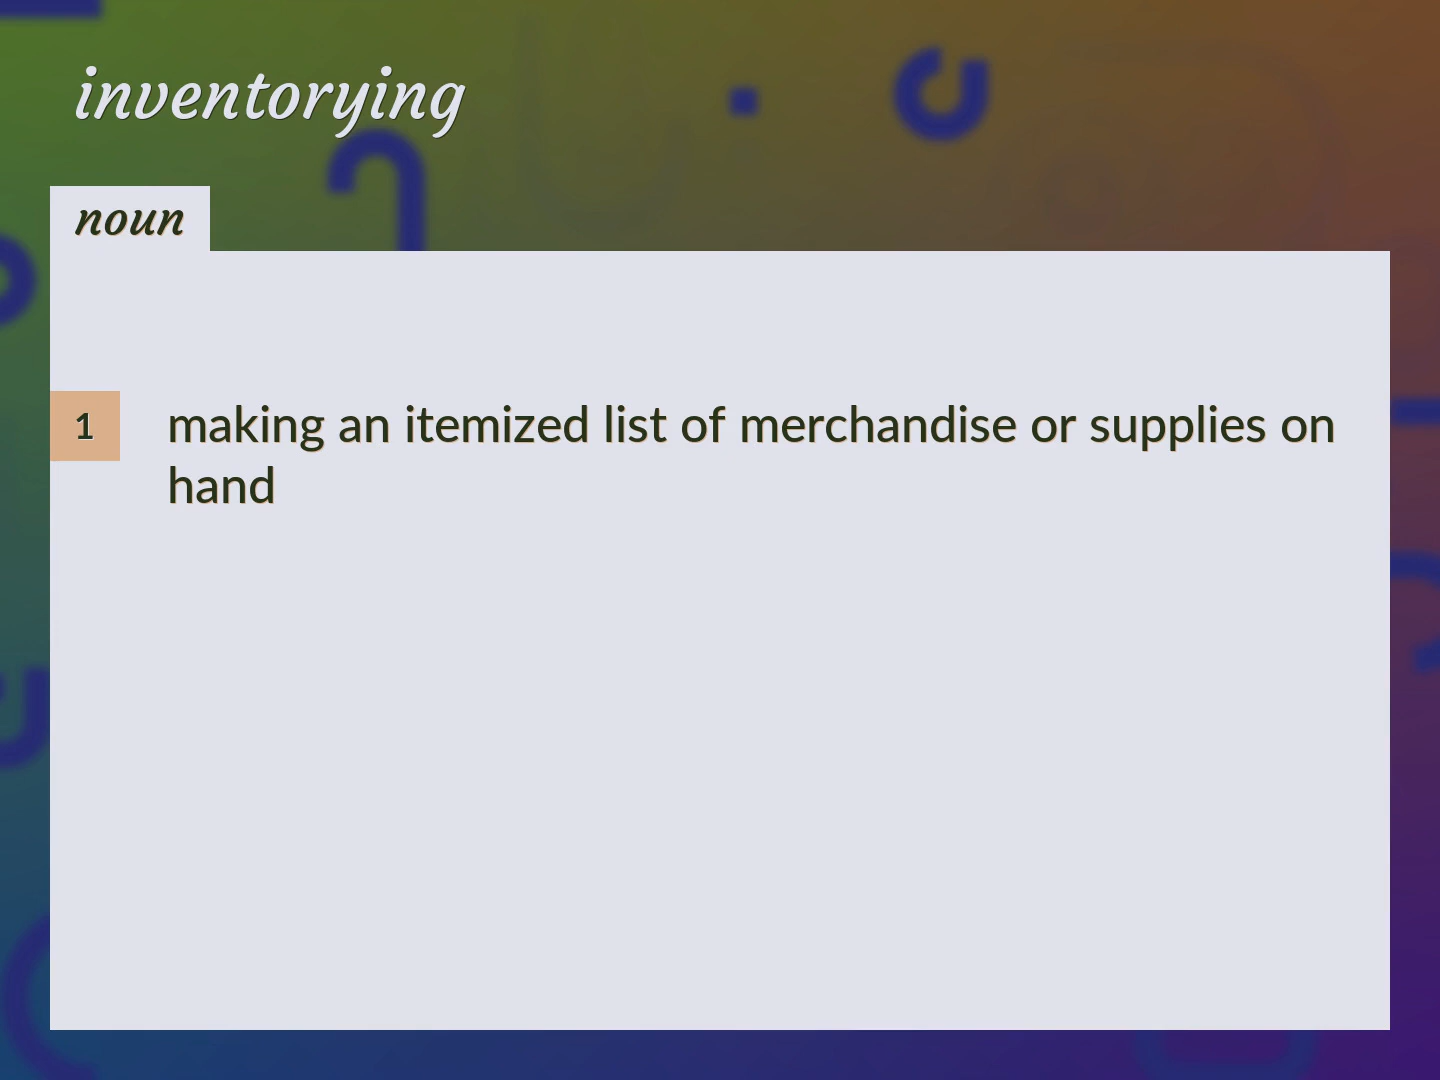 inventorying
noun
1 making an itemized list of merchandise or supplies on
hand